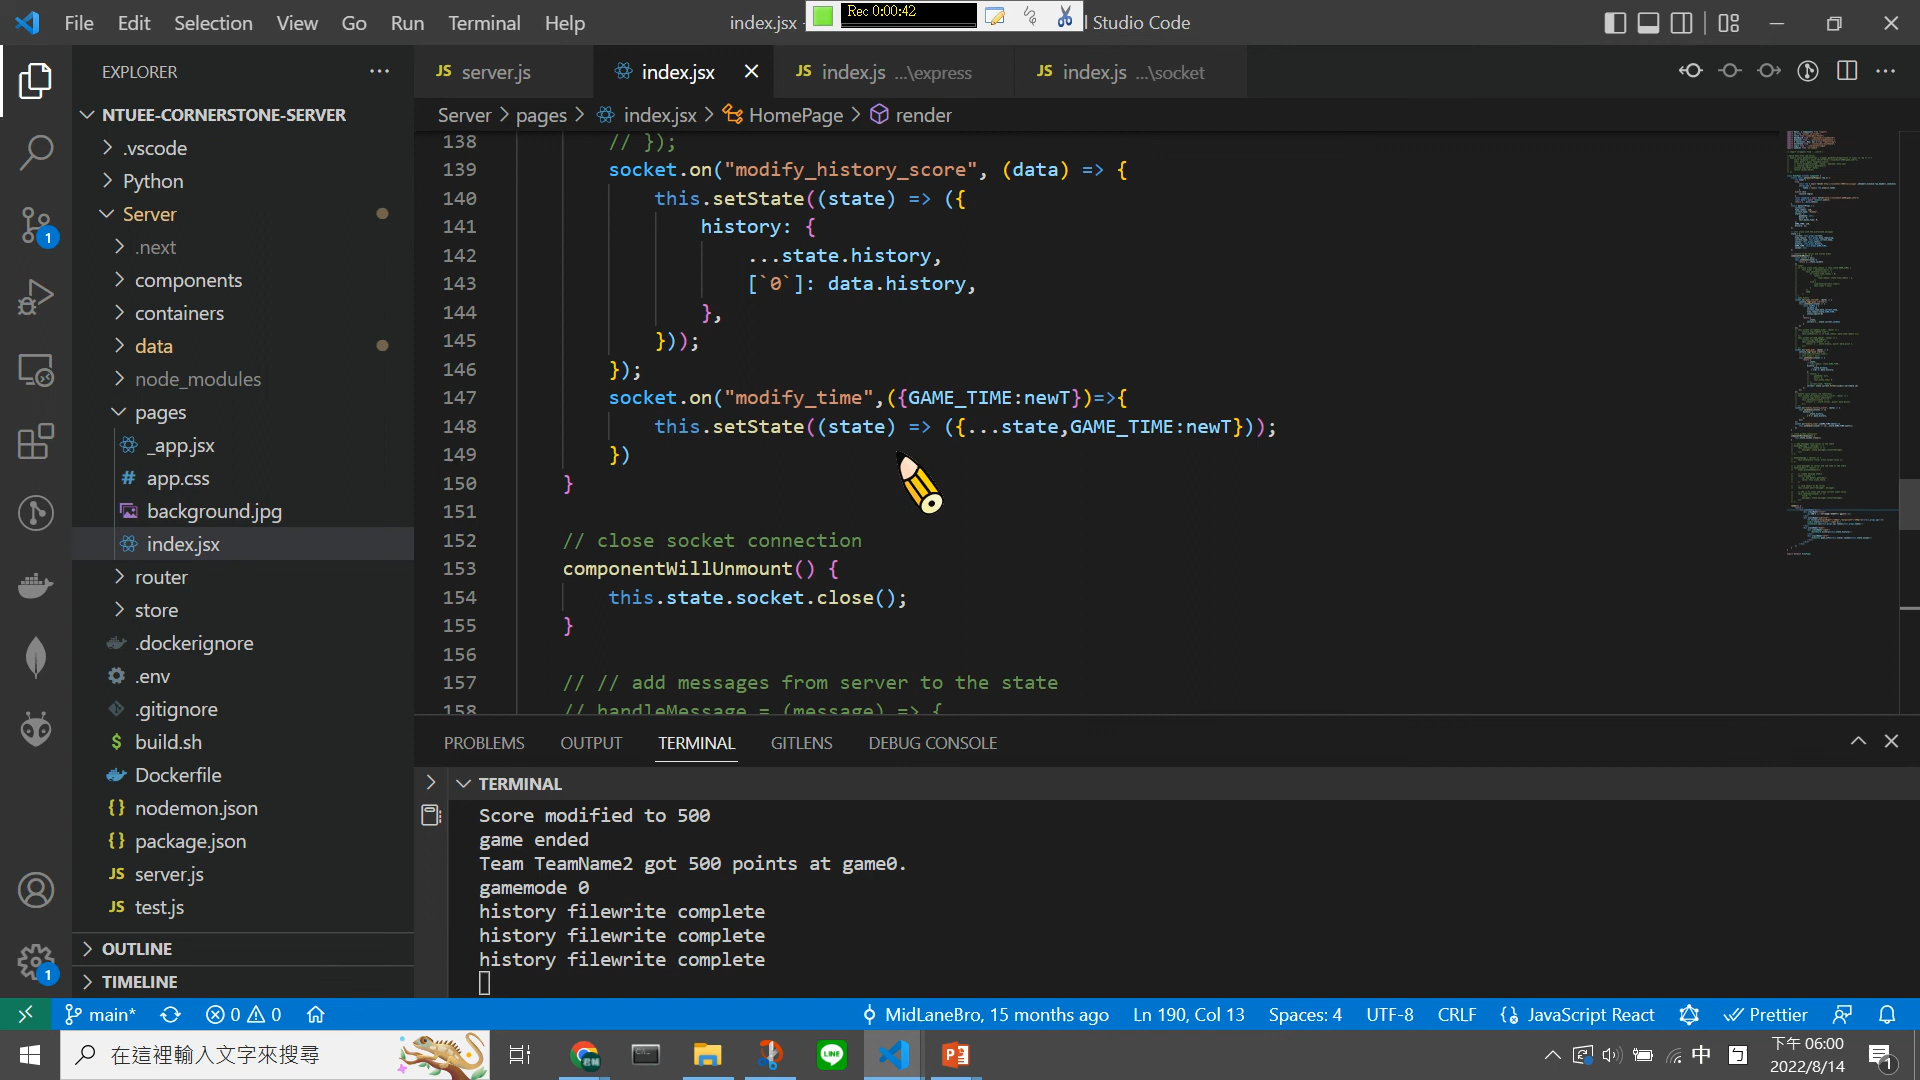 File Edit Selection View Go Run Terminal Help
index.jsx -
Rec 0:00:42
l Studio Code
EXPLORER
NTUEE-CORNERSTONE-SERVER
.vscode
Python
Server
.next
components
containers
data
node_modules
pages
_app.jsx
# app.css
background.jpg
index.jsx
router
store
.dockerignore
.env
.gitignore
$ build.sh
Dockerfile
{} nodemon.json
{} package.json
JS server.js
JS test.js
OUTLINE
TIMELINE
1
1
JS server.js
index.jsx
JS index.js ...\express
JS index.js ...\socket
Server > pages > index.jsx > HomePage > render
138 // });
139 socket.on("modify_history_score", (data) => {
140 this.setState((state) => ({
141 history: {
142 ...state.history,
143 [`0`]: data.history,
144 },
145 }));
146 });
147 socket.on("modify_time",({GAME_TIME:newT})=>{
148 this.setState((state) => ({...state,GAME_TIME:newT}));
149 })
150 }
151
152 // close socket connection
153 componentWillUnmount() {
154 this.state.socket.close();
155 }
156
157 // // add messages from server to the state
158 // handleMessage = (message) => {
PROBLEMS OUTPUT TERMINAL GITLENS DEBUG CONSOLE
TERMINAL
Score modified to 500
game ended
Team TeamName2 got 500 points at game0.
gamemode 0
history filewrite complete
history filewrite complete
history filewrite complete
main* 0 0 MidLaneBro, 15 months ago Ln 190, Col 13 Spaces: 4 UTF-8 CRLF JavaScript React Prettier
在這裡輸入文字來搜尋
中
ㄅ
下午 06:00
2022/8/14
1